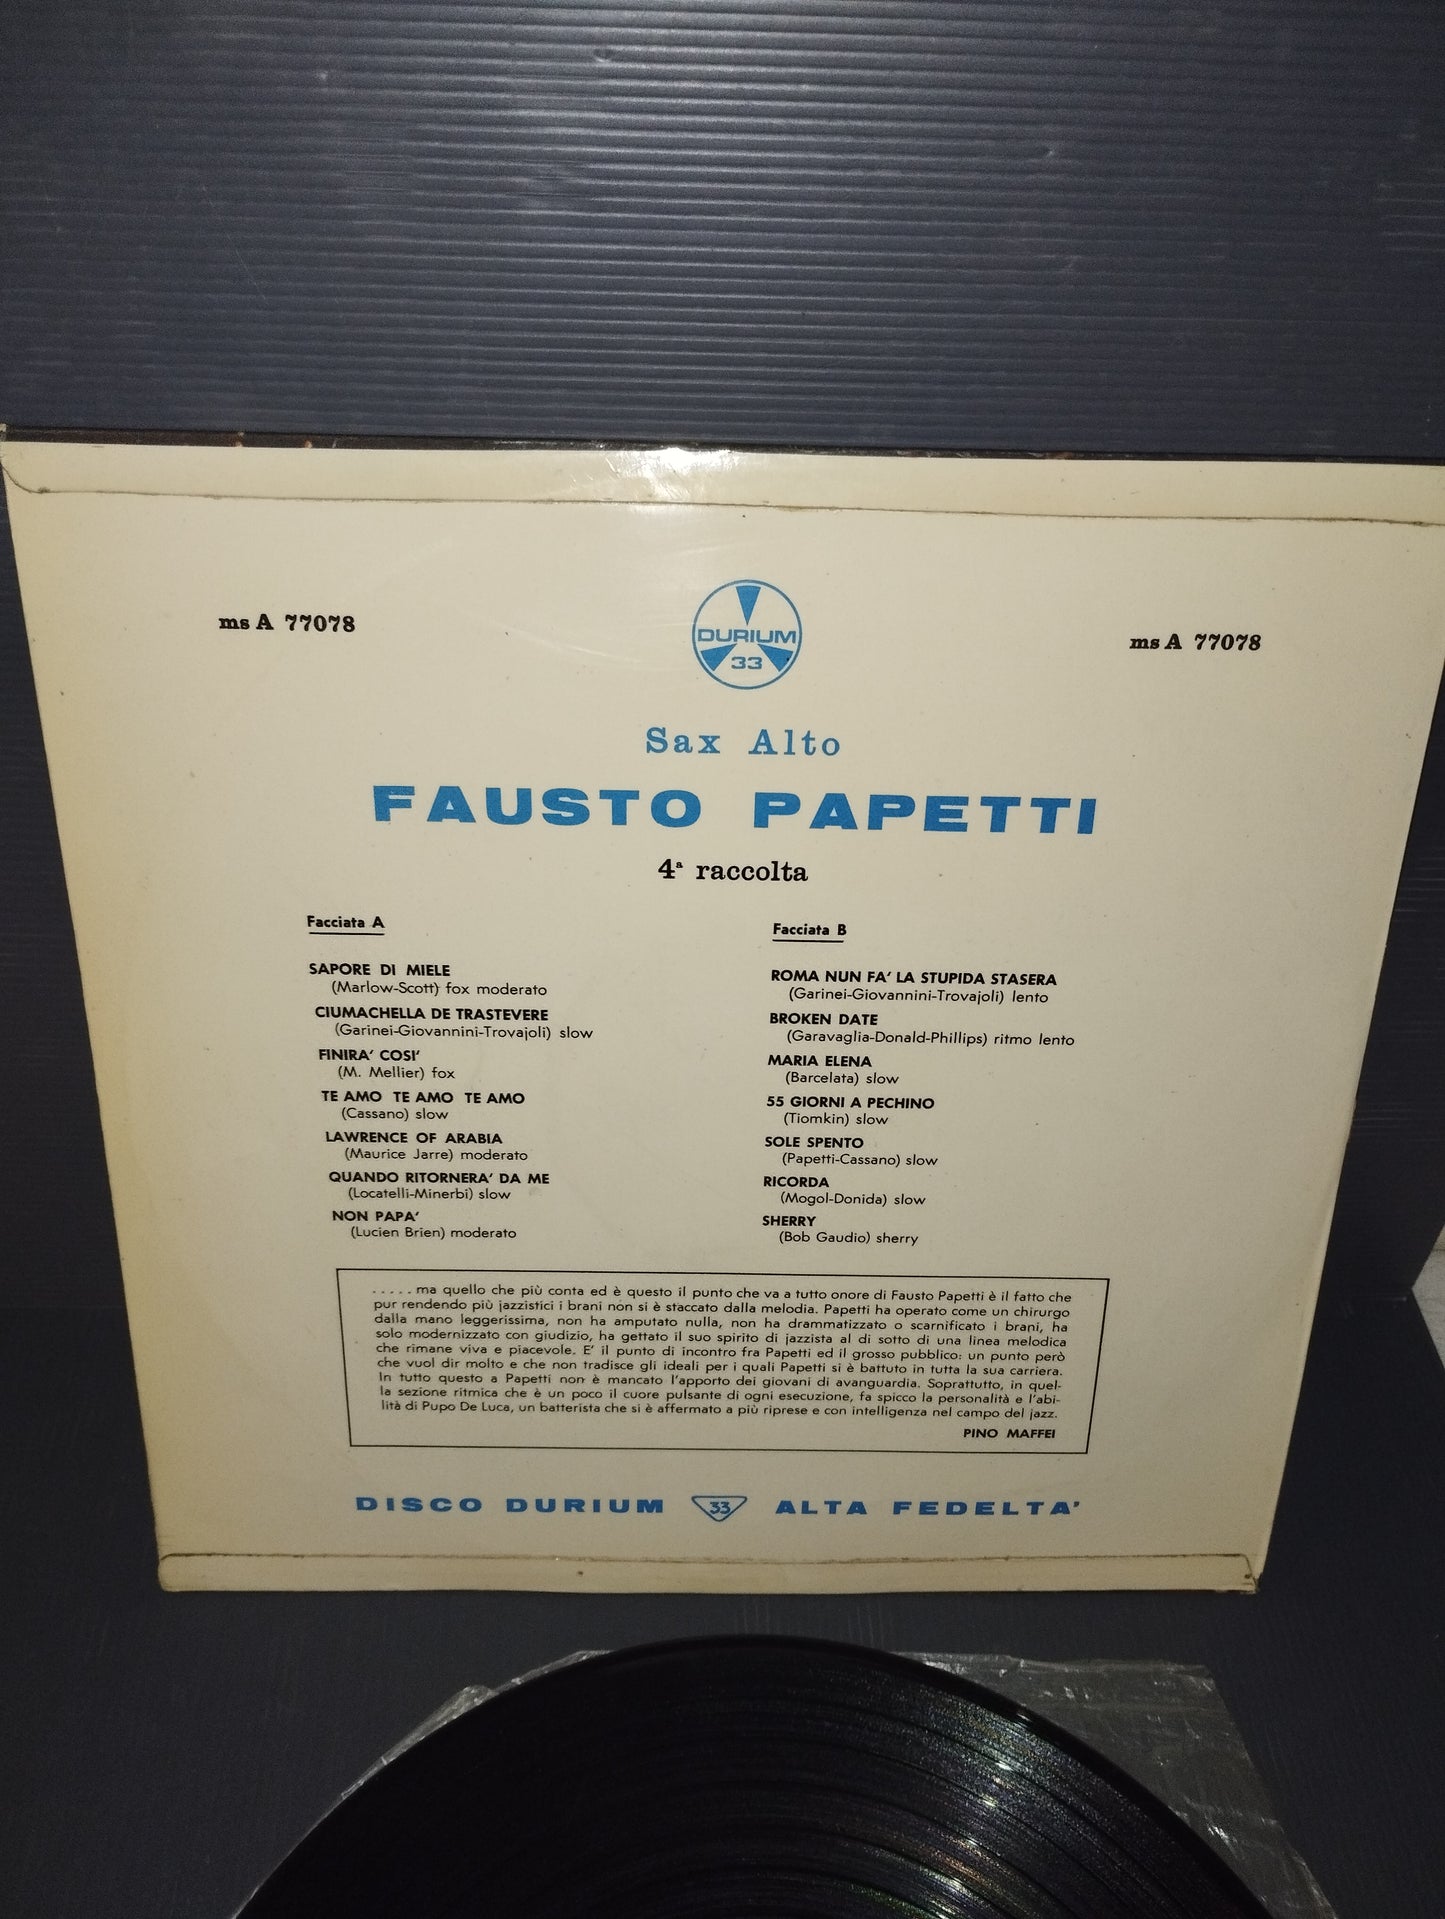 ms A 77078
DURIUM
33
ms A 77078
Sax Alto
FAUSTO PAPETTI
4ª raccolta
Facciata A
SAPORE DI MIELE
(Marlow-Scott) fox moderato
CIUMACHELLA DE TRASTEVERE
(Garinei-Giovannini-Trovajoli) slow
FINIRA' COSI'
(M. Mellier) fox
TE AMO TE AMO TE AMO
(Cassano) slow
LAWRENCE OF ARABIA
(Maurice Jarre) moderato
QUANDO RITORNERA' DA ME
(Locatelli-Minerbi) slow
NON PAPA'
(Lucien Brien) moderato
Facciata B
ROMA NUN FA' LA STUPIDA STASERA
(Garinei-Giovannini-Trovajoli) lento
BROKEN DATE
(Garavaglia-Donald-Phillips) ritmo lento
MARIA ELENA
(Barcelata) slow
55 GIORNI A PECHINO
(Tiomkin) slow
SOLE SPENTO
(Papetti-Cassano) slow
RICORDA
(Mogol-Donida) slow
SHERRY
(Bob Gaudio) sherry
. . . . . ma quello che più conta ed è questo il punto che va a tutto onore di Fausto Papetti è il fatto che
pur rendendo più jazzistici i brani non si è staccato dalla melodia. Papetti ha operato come un chirurgo
dalla mano leggerissima, non ha amputato nulla, non ha drammatizzato o scarnificato i brani, ha
solo modernizzato con giudizio, ha gettato il suo spirito di jazzista al di sotto di una linea melodica
che rimane viva e piacevole. E' il punto di incontro fra Papetti ed il grosso pubblico: un punto però
che vuol dir molto e che non tradisce gli ideali per i quali Papetti si è battuto in tutta la sua carriera.
In tutto questo a Papetti non è mancato l'apporto dei giovani di avanguardia. Soprattutto, in quel-
la sezione ritmica che è un poco il cuore pulsante di ogni esecuzione, fa spicco la personalità e l'abi-
lità di Pupo De Luca, un batterista che si è affermato a più riprese e con intelligenza nel campo del jazz.
PINO MAFFEI
DISCO DURIUM 33 ALTA FEDELTA'